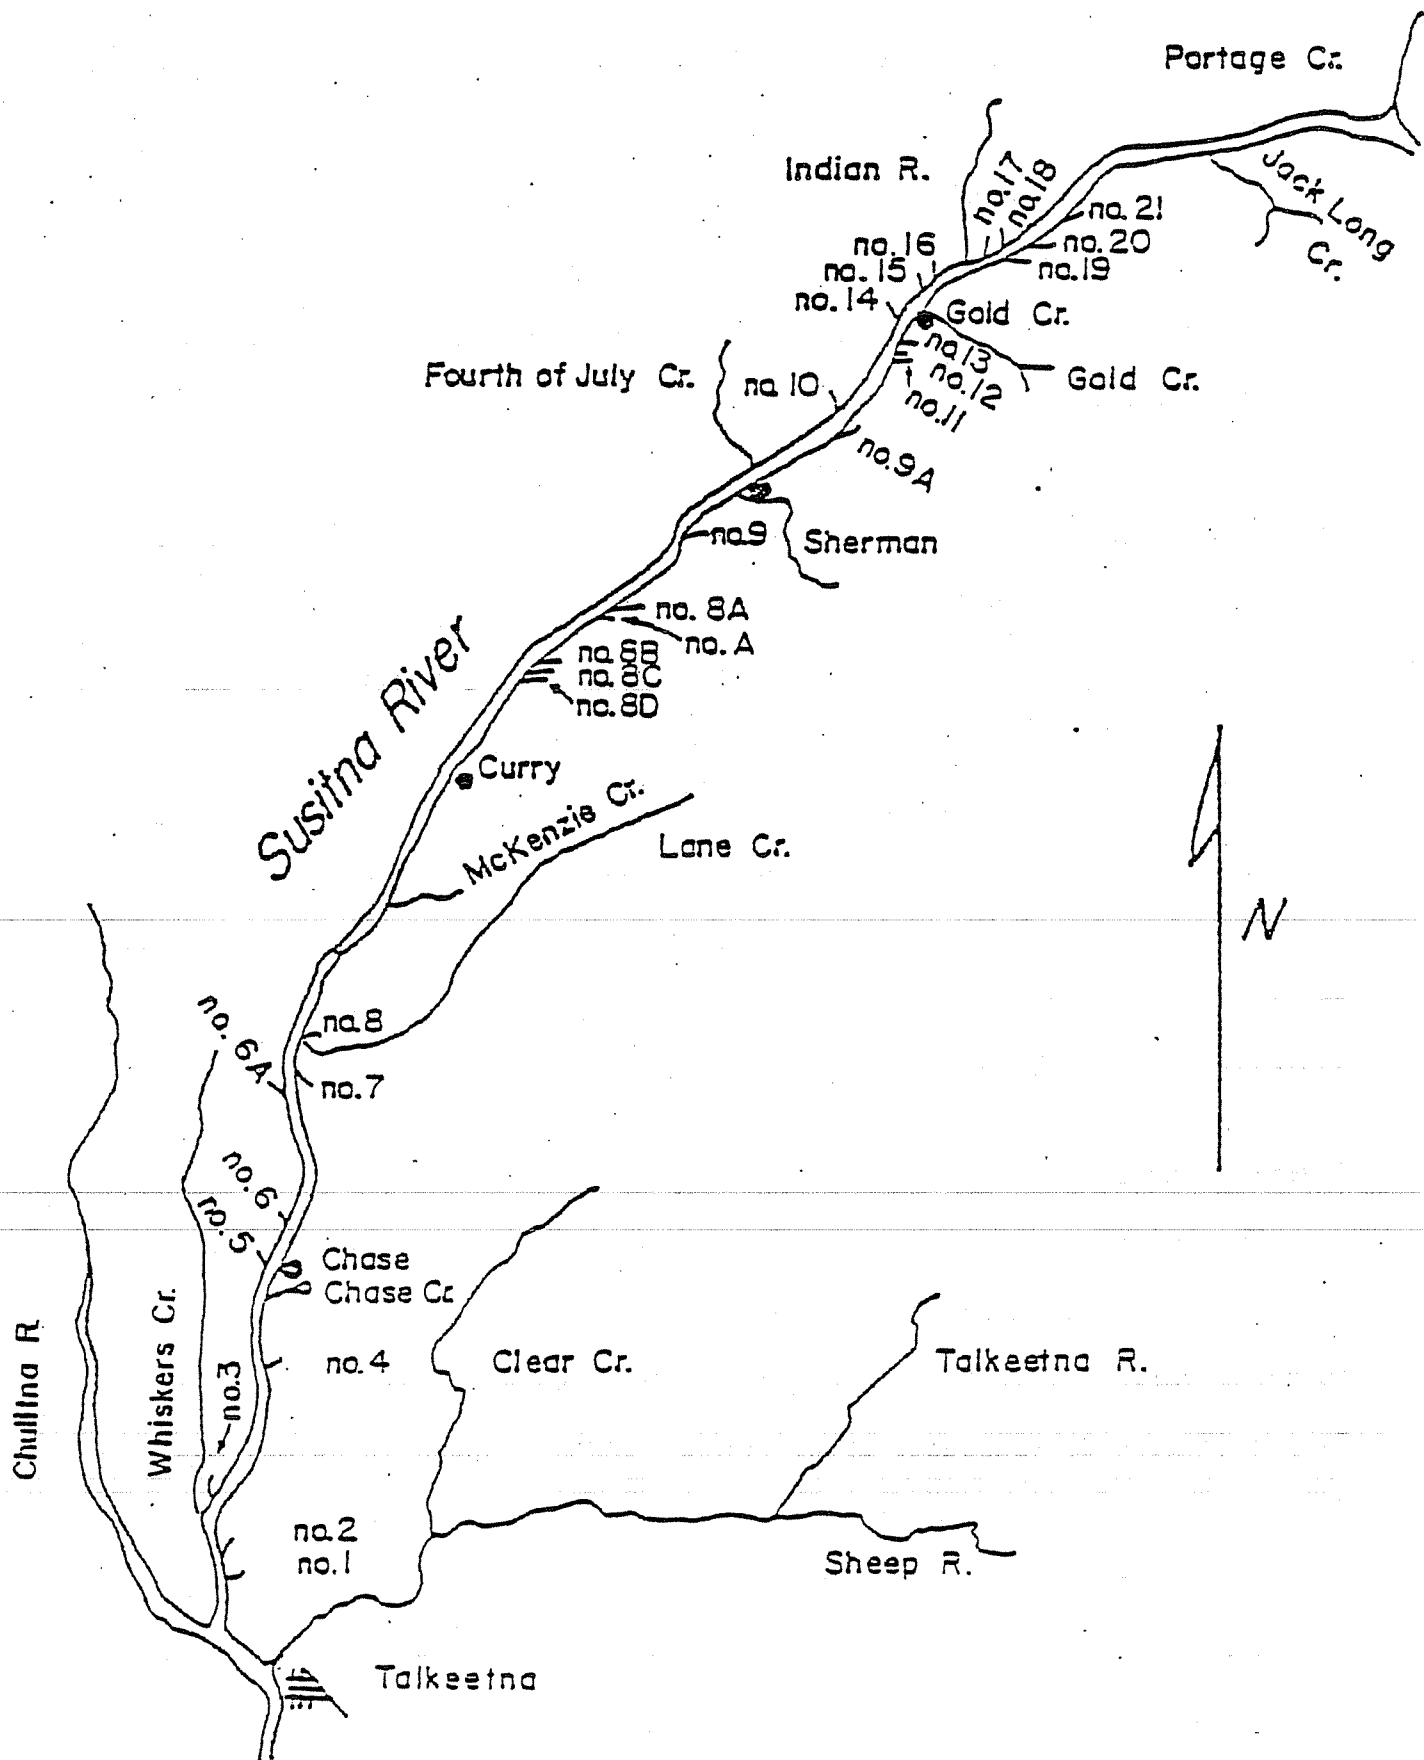 Portage Cr.
Indian R.
no.17
no.18
Jack Long
Cr.
no.21
no.20
no.19
no.16
no.15
no.14
Gold Cr.
no.13
no.12
no.11
Gold Cr.
Fourth of July Cr.
no.10
no.9A
no.9
Sherman
no. 8A
no. A
no.8B
no.8C
no.8D
Susitna River
Curry
McKenzie Cr.
Lane Cr.
N
no. 6A
no.8
no.7
no.6
no.5
Chase
Chase Cr.
Chulitna R
Whiskers Cr.
no.3
no.4
Clear Cr.
Talkeetna R.
no.2
no.1
Sheep R.
Talkeetna